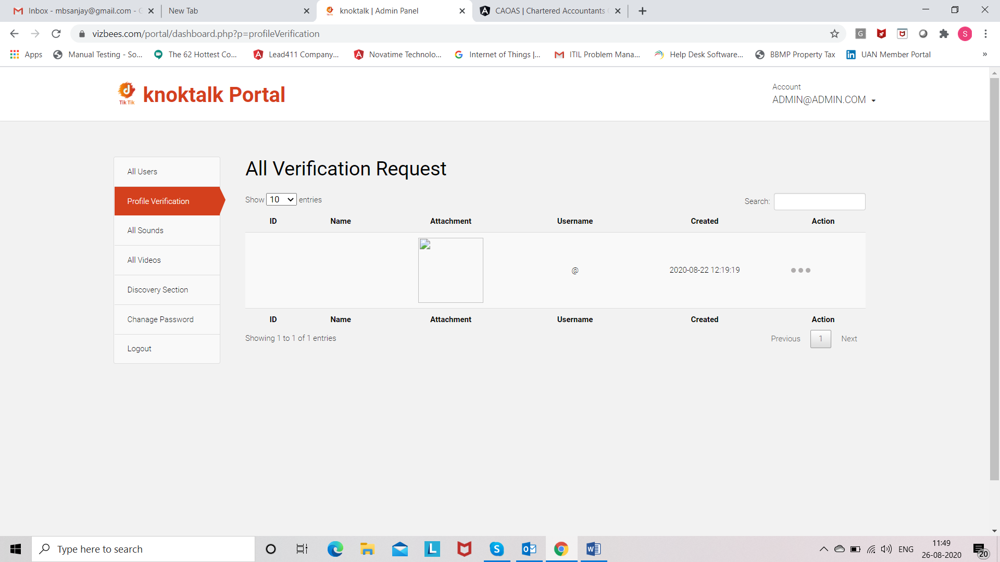 Inbox - mbsanjay@gmail.com - G
New Tab
knoktalk | Admin Panel
CAOAS | Chartered Accountants
vizbees.com/portal/dashboard.php?p=profileVerification
S
Apps
Manual Testing - So...
The 62 Hottest Co...
Lead411 Company,...
Novatime Technolo...
Internet of Things |...
ITIL Problem Mana...
Help Desk Software...
BBMP Property Tax
UAN Member Portal
»
Tik Tik
knoktalk Portal
Account
ADMIN@ADMIN.COM
All Users
Profile Verification
All Sounds
All Videos
Discovery Section
Chanage Password
Logout
All Verification Request
Show 10 entries
Search:
ID Name Attachment Username Created Action
@ 2020-08-22 12:19:19
ID Name Attachment Username Created Action
Showing 1 to 1 of 1 entries
Previous 1 Next
Type here to search
ENG
11:49
26-08-2020
20